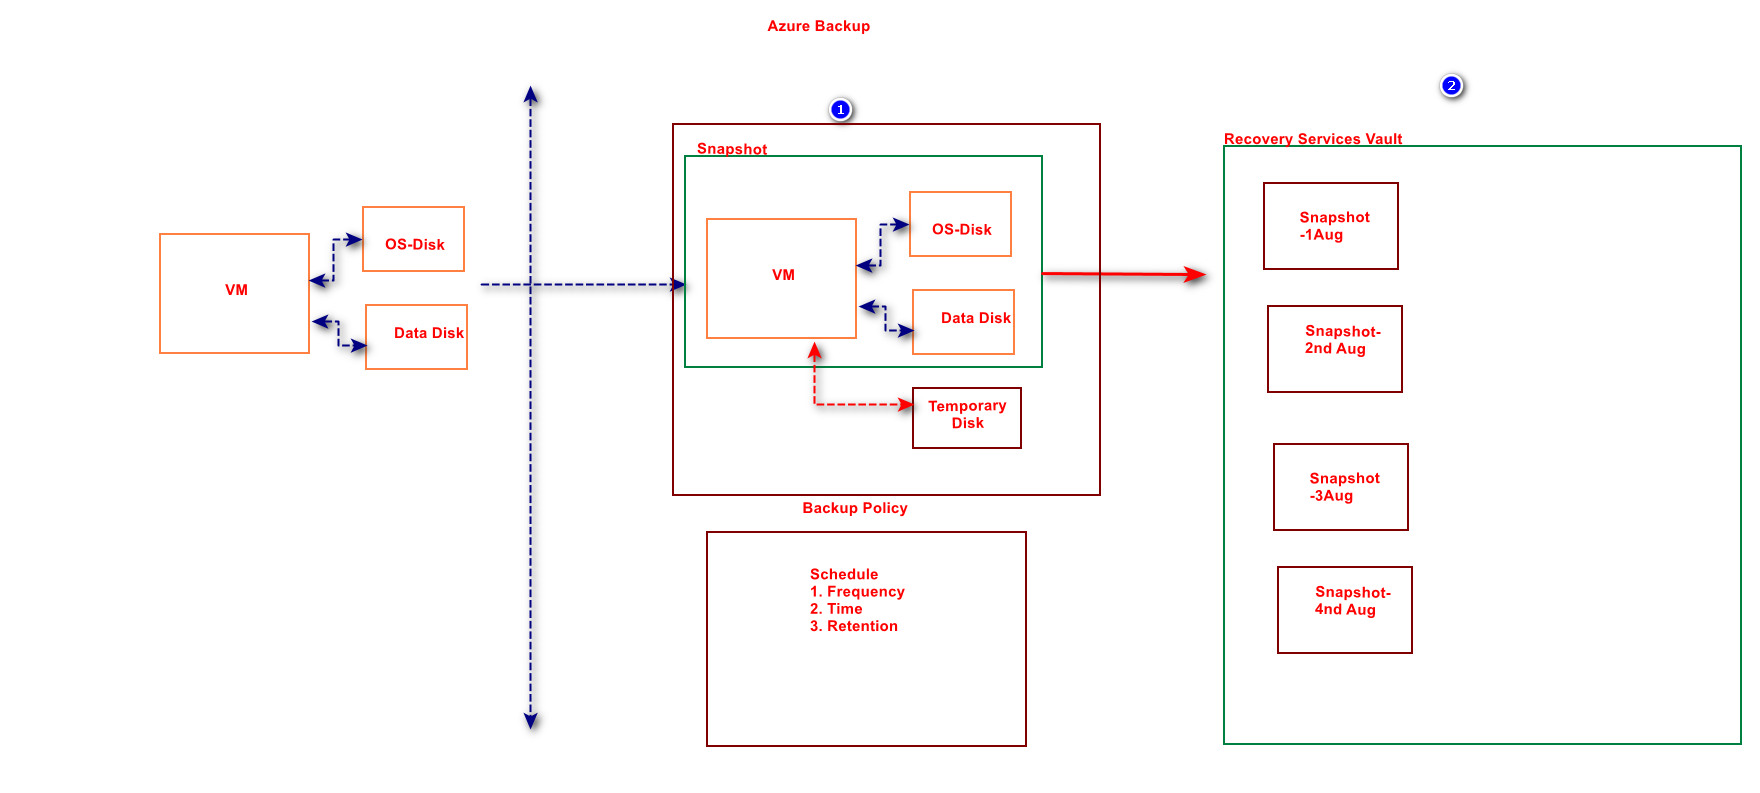 Azure Backup
1
2
Snapshot
Recovery Services Vault
VM
OS-Disk
Data Disk
VM
OS-Disk
Data Disk
Temporary
Disk
Backup Policy
Schedule
1. Frequency
2. Time
3. Retention
Snapshot
-1Aug
Snapshot-
2nd Aug
Snapshot
-3Aug
Snapshot-
4nd Aug